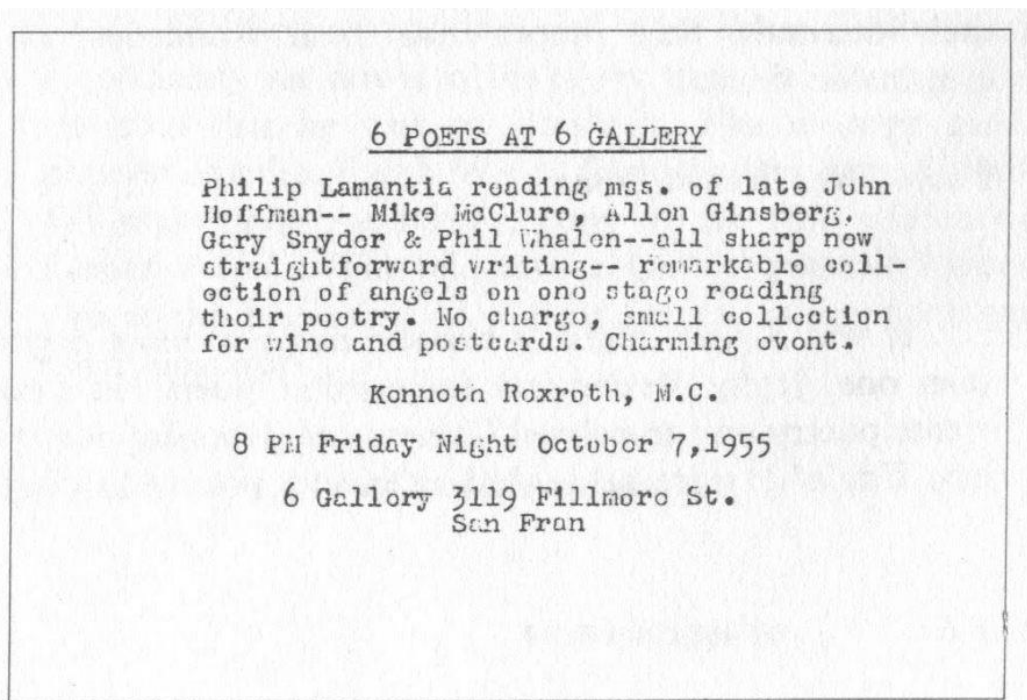 6 POETS AT 6 GALLERY
Philip Lamantia reading mss. of late John
Hoffman-- Mike McClure, Allen Ginsberg.
Gary Snyder & Phil Whalen--all sharp new
straightforward writing-- remarkable coll-
ection of angels on one stage reading
their poetry. No charge, small collection
for wine and postcards. Charming event.
Kenneth Rexroth, M.C.
8 PM Friday Night October 7,1955
6 Gallery 3119 Fillmore St.
San Fran